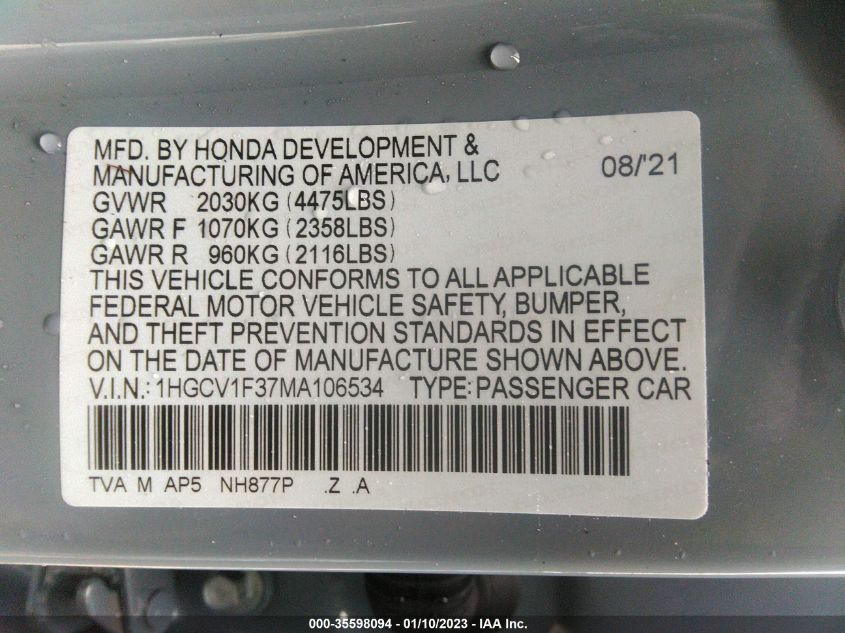 MFD. BY HONDA DEVELOPMENT &
MANUFACTURING OF AMERICA, LLC 08/'21
GVWR 2030KG (4475LBS)
GAWR F 1070KG (2358LBS)
GAWR R 960KG (2116LBS)
THIS VEHICLE CONFORMS TO ALL APPLICABLE
FEDERAL MOTOR VEHICLE SAFETY, BUMPER,
AND THEFT PREVENTION STANDARDS IN EFFECT
ON THE DATE OF MANUFACTURE SHOWN ABOVE.
V.I.N.: 1HGCV1F37MA106534 TYPE: PASSENGER CAR
TVA M AP5 NH877P .Z .A
000-35598094 — 01/10/2023 — IAA Inc.